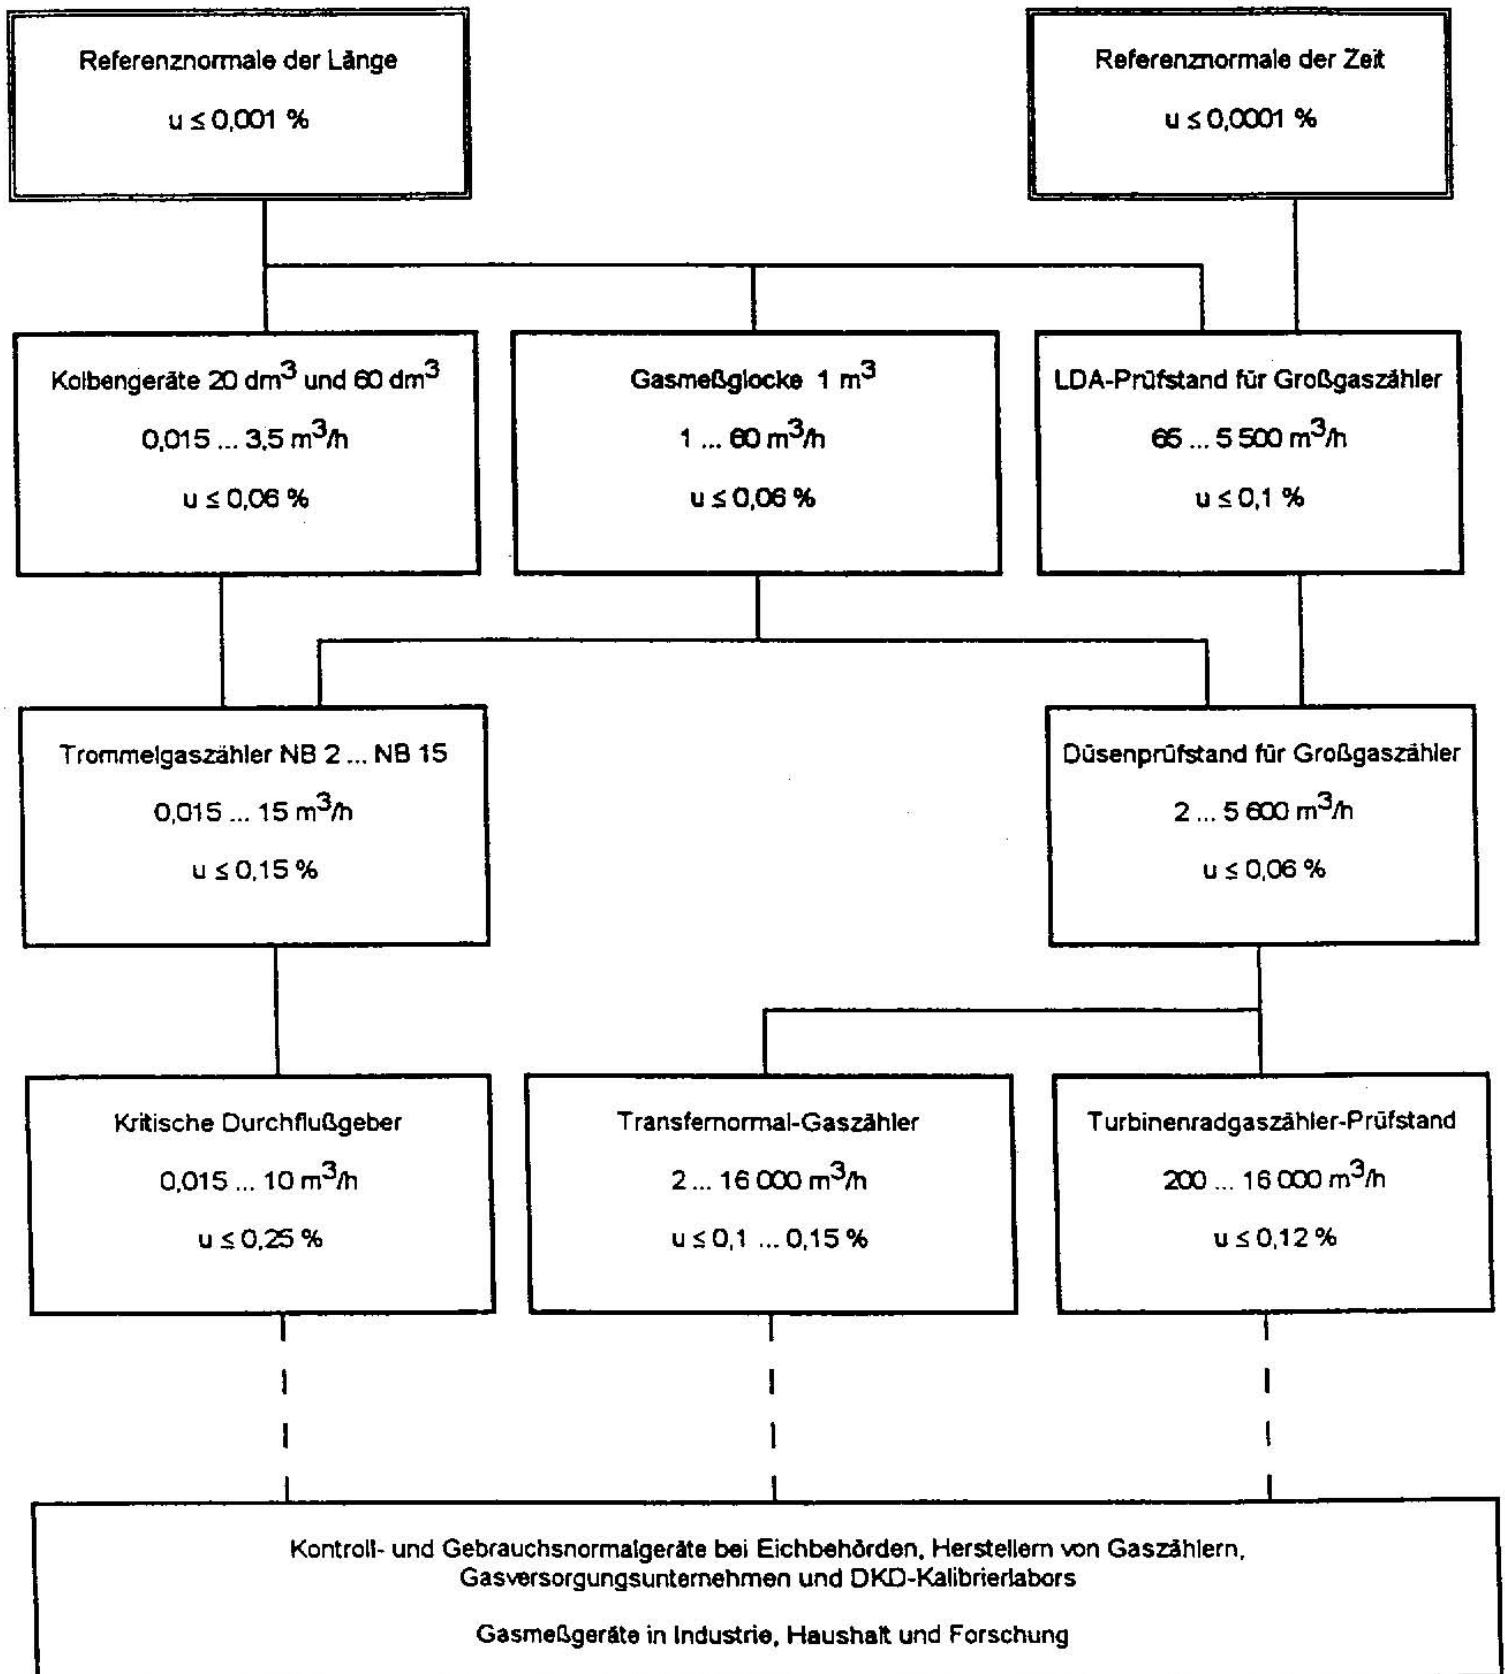 Referenznormale der Länge
u ≤ 0,001 %
Referenznormale der Zeit
u ≤ 0,0001 %
Kolbengeräte 20 dm³ und 60 dm³
0,015 ... 3,5 m³/h
u ≤ 0,06 %
Gasmeßglocke 1 m³
1 ... 60 m³/h
u ≤ 0,06 %
LDA-Prüfstand für Großgaszähler
65 ... 5 500 m³/h
u ≤ 0,1 %
Trommelgaszähler NB 2 ... NB 15
0,015 ... 15 m³/h
u ≤ 0,15 %
Düsenprüfstand für Großgaszähler
2 ... 5 600 m³/h
u ≤ 0,06 %
Kritische Durchflußgeber
0,015 ... 10 m³/h
u ≤ 0,25 %
Transfernormal-Gaszähler
2 ... 16 000 m³/h
u ≤ 0,1 ... 0,15 %
Turbinenradgaszähler-Prüfstand
200 ... 16 000 m³/h
u ≤ 0,12 %
Kontroll- und Gebrauchsnormalgeräte bei Eichbehörden, Herstellern von Gaszählern,
Gasversorgungsunternehmen und DKD-Kalibrierlabors
Gasmeßgeräte in Industrie, Haushalt und Forschung